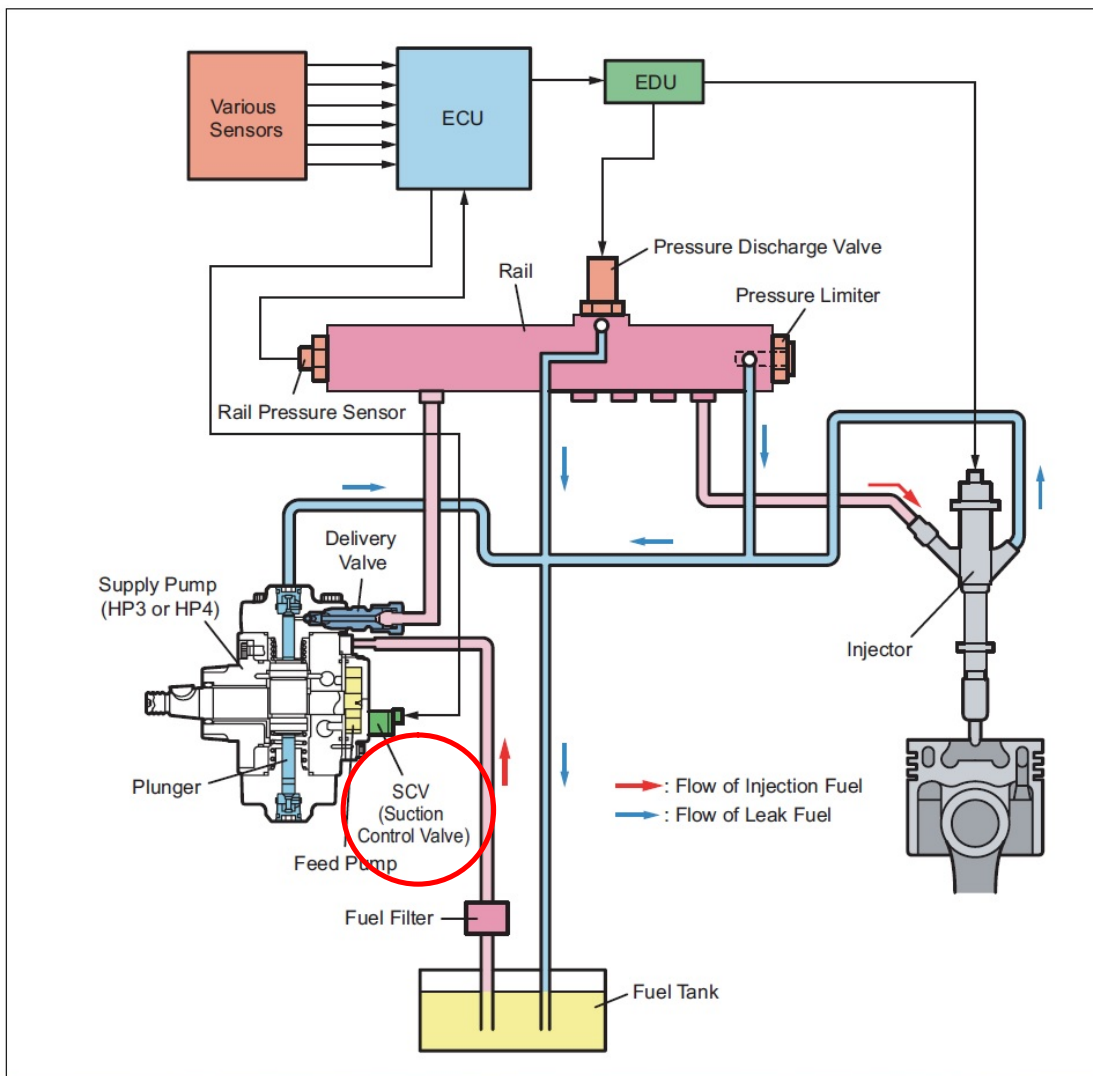 Various
Sensors
ECU
EDU
Pressure Discharge Valve
Rail
Pressure Limiter
Rail Pressure Sensor
Delivery
Valve
Supply Pump
(HP3 or HP4)
Injector
Plunger
SCV
(Suction
Control Valve)
Feed Pump
: Flow of Injection Fuel
: Flow of Leak Fuel
Fuel Filter
Fuel Tank